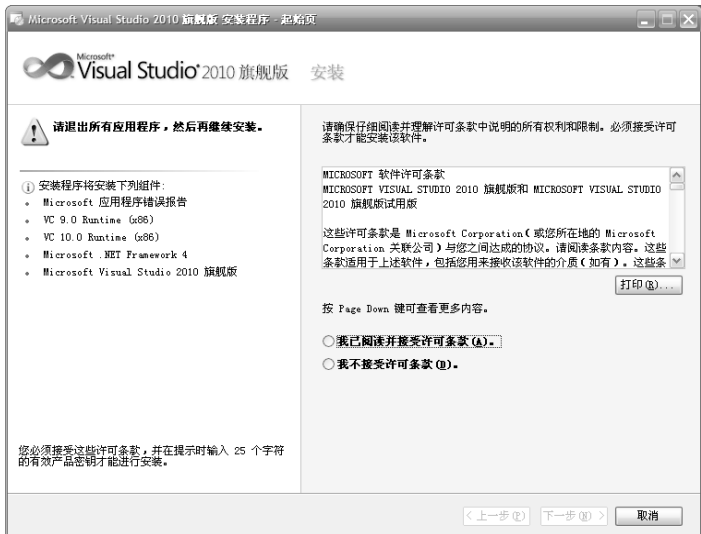 Microsoft Visual Studio 2010 旗舰版 安装程序 - 起始页
Microsoft®
Visual Studio® 2010 旗舰版 安装
请退出所有应用程序，然后再继续安装。
安装程序将安装下列组件:
Microsoft 应用程序错误报告
VC 9.0 Runtime (x86)
VC 10.0 Runtime (x86)
Microsoft .NET Framework 4
Microsoft Visual Studio 2010 旗舰版
您必须接受这些许可条款，并在提示时输入 25 个字符
的有效产品密钥才能进行安装。
请确保仔细阅读并理解许可条款中说明的所有权利和限制。必须接受许可
条款才能安装该软件。
MICROSOFT 软件许可条款
MICROSOFT VISUAL STUDIO 2010 旗舰版和 MICROSOFT VISUAL STUDIO
2010 旗舰版试用版
这些许可条款是 Microsoft Corporation（或您所在地的 Microsoft
Corporation 关联公司）与您之间达成的协议。请阅读条款内容。这些
条款适用于上述软件，包括您用来接收该软件的介质（如有）。这些条
打印(R)...
按 Page Down 键可查看更多内容。
我已阅读并接受许可条款(A)。
我不接受许可条款(D)。
< 上一步(P)
下一步(N) >
取消